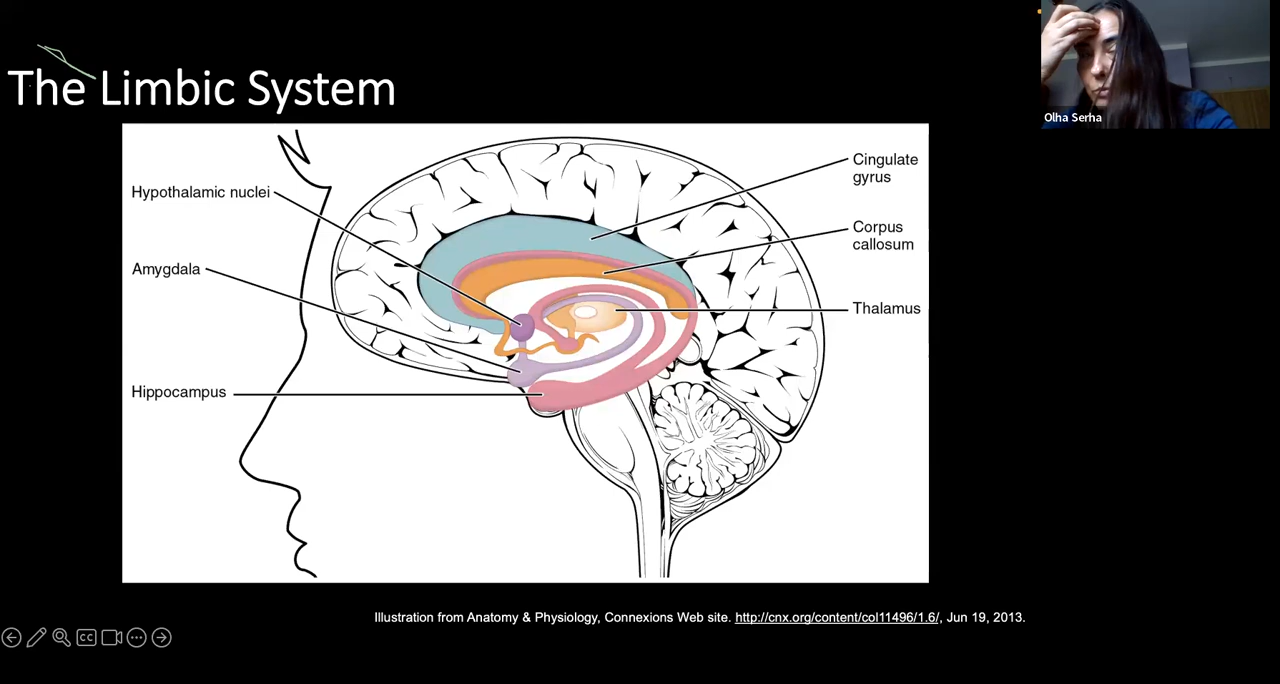 The Limbic System
Olha Serha
Hypothalamic nuclei
Amygdala
Hippocampus
Cingulate
gyrus
Corpus
callosum
Thalamus
Illustration from Anatomy & Physiology, Connexions Web site. http://cnx.org/content/col11496/1.6/, Jun 19, 2013.
CC